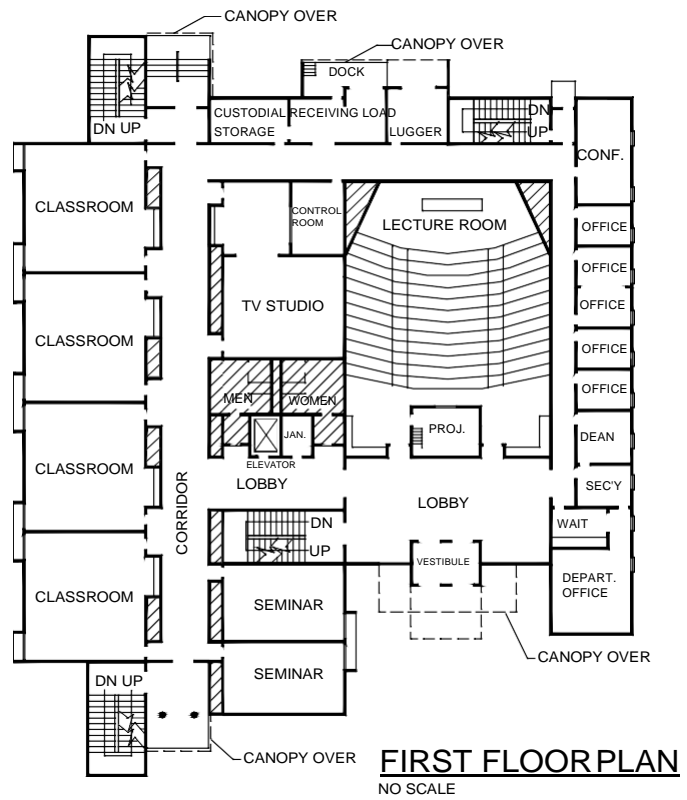 CANOPY OVER
CANOPY OVER
DOCK
CUSTODIAL
STORAGE
RECEIVING LOAD
LUGGER
DN UP
DN
UP
CONF.
CLASSROOM
CONTROL
ROOM
LECTURE ROOM
OFFICE
OFFICE
TV STUDIO
OFFICE
CLASSROOM
OFFICE
OFFICE
MEN
WOMEN
PROJ.
JAN.
DEAN
ELEVATOR
CLASSROOM
LOBBY
SEC'Y
LOBBY
CORRIDOR
DN
UP
WAIT
VESTIBULE
DEPART.
OFFICE
CLASSROOM
SEMINAR
CANOPY OVER
SEMINAR
DN UP
CANOPY OVER
FIRST FLOOR PLAN
NO SCALE